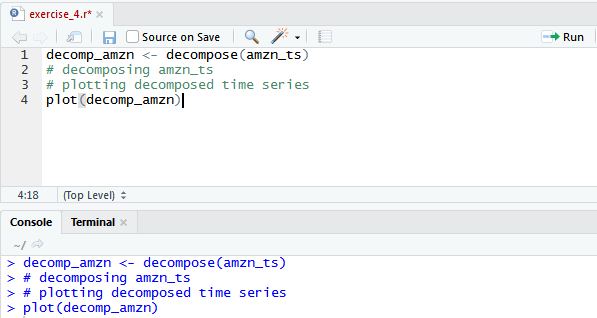 exercise_4.r*
Source on Save
Run
1 decomp_amzn <- decompose(amzn_ts)
2 # decomposing amzn_ts
3 # plotting decomposed time series
4 plot(decomp_amzn)
4:18 (Top Level)
Console Terminal
~/
> decomp_amzn <- decompose(amzn_ts)
> # decomposing amzn_ts
> # plotting decomposed time series
> plot(decomp_amzn)